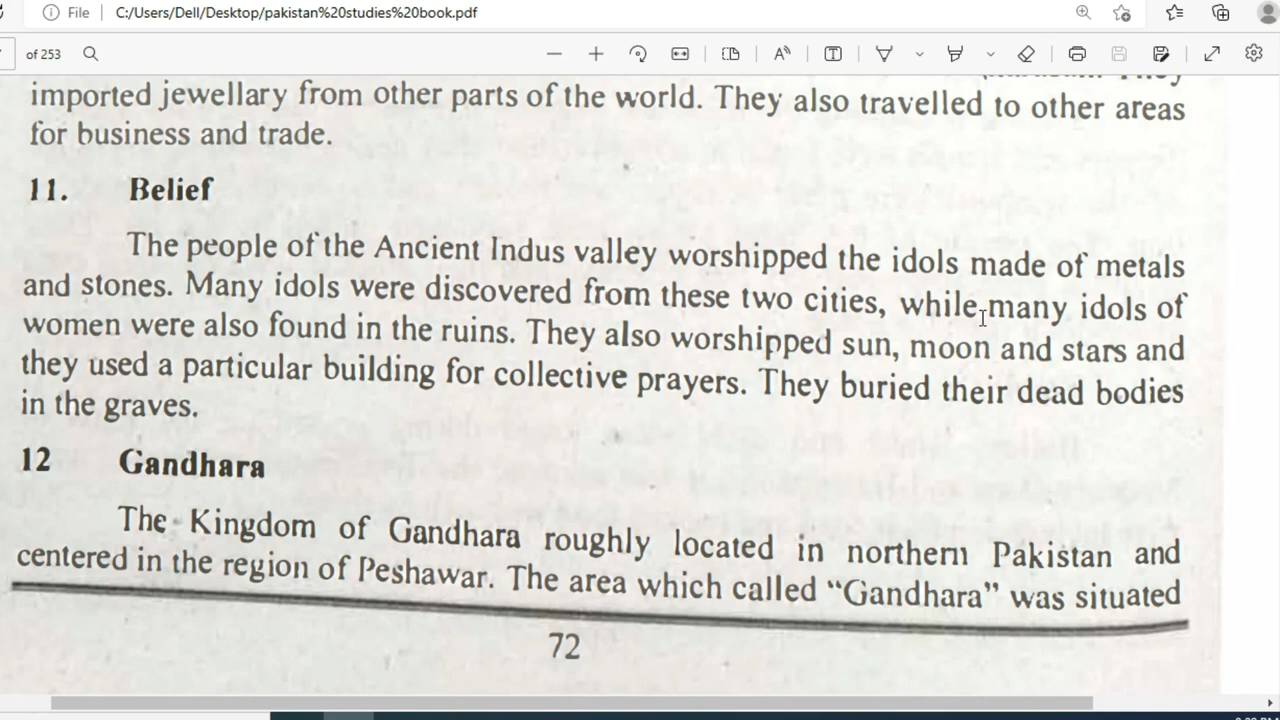 File C:/Users/Dell/Desktop/pakistan%20studies%20book.pdf
of 253
They
imported jewellary from other parts of the world. They also travelled to other areas
for business and trade.
11. Belief
The people of the Ancient Indus valley worshipped the idols made of metals
and stones. Many idols were discovered from these two cities, while many idols of
women were also found in the ruins. They also worshipped sun, moon and stars and
they used a particular building for collective prayers. They buried their dead bodies
in the graves.
12 Gandhara
The Kingdom of Gandhara roughly located in northern Pakistan and
centered in the region of Peshawar. The area which called “Gandhara” was situated
72